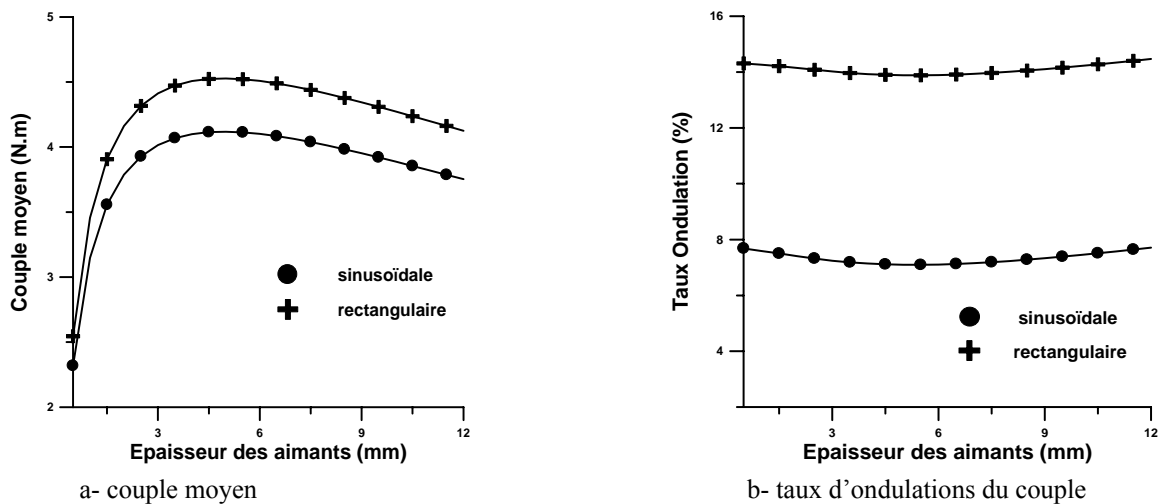 5
4
3
2
Couple moyen (N.m)
sinusoïdale
rectangulaire
3
6
9
12
Epaisseur des aimants (mm)
a- couple moyen
16
12
8
4
Taux Ondulation (%)
sinusoïdale
rectangulaire
3
6
9
12
Epaisseur des aimants (mm)
b- taux d’ondulations du couple